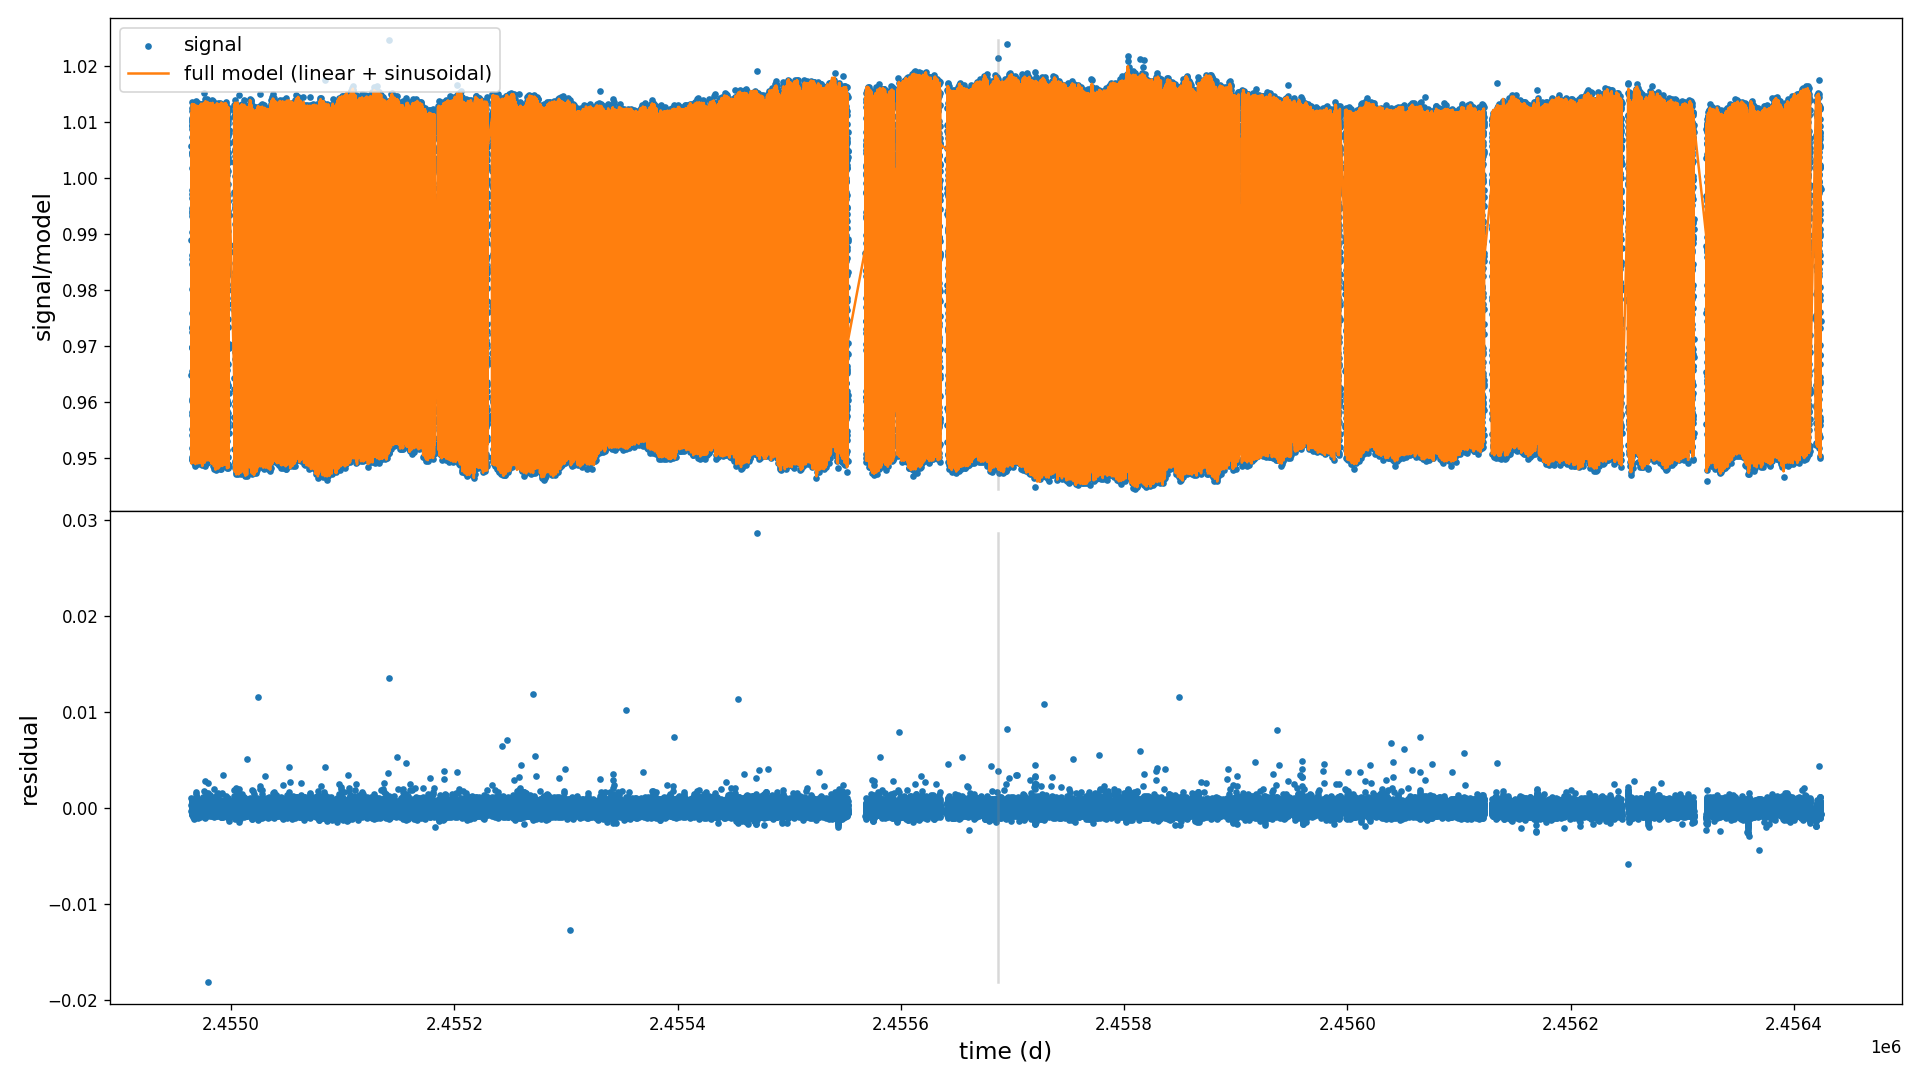 signal
full model (linear + sinusoidal)
1.02
1.01
1.00
0.99
0.98
0.97
0.96
0.95
signal/model
0.03
0.02
0.01
0.00
−0.01
−0.02
residual
2.4550 2.4552 2.4554 2.4556 2.4558 2.4560 2.4562 2.4564
1e6
time (d)